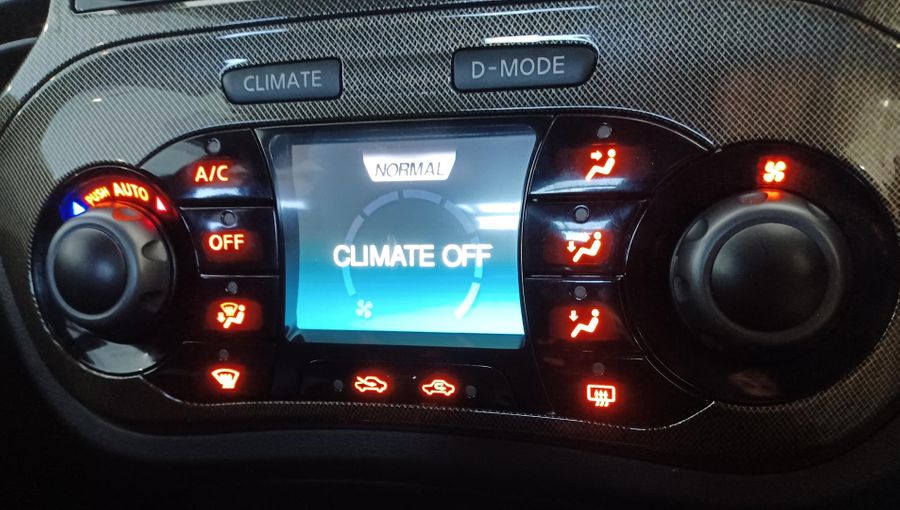 CLIMATE
D-MODE
NORMAL
A/C
PUSH AUTO
OFF
CLIMATE OFF